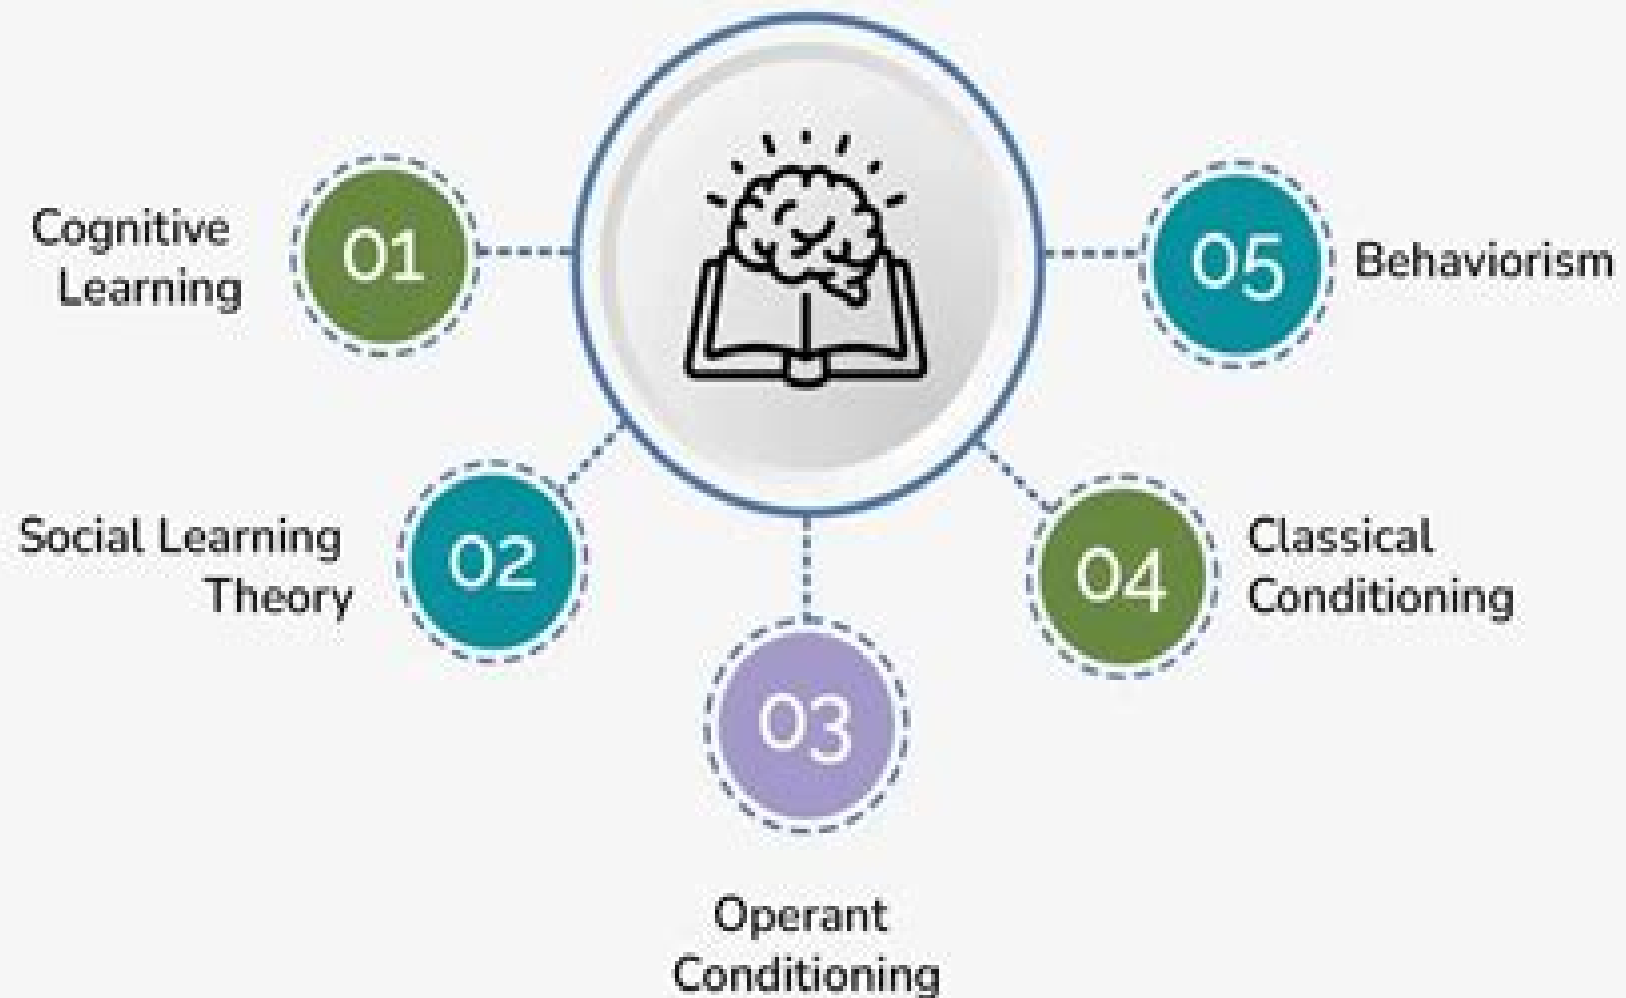 01
Cognitive
Learning
02
Social Learning
Theory
03
Operant
Conditioning
04
Classical
Conditioning
05
Behaviorism